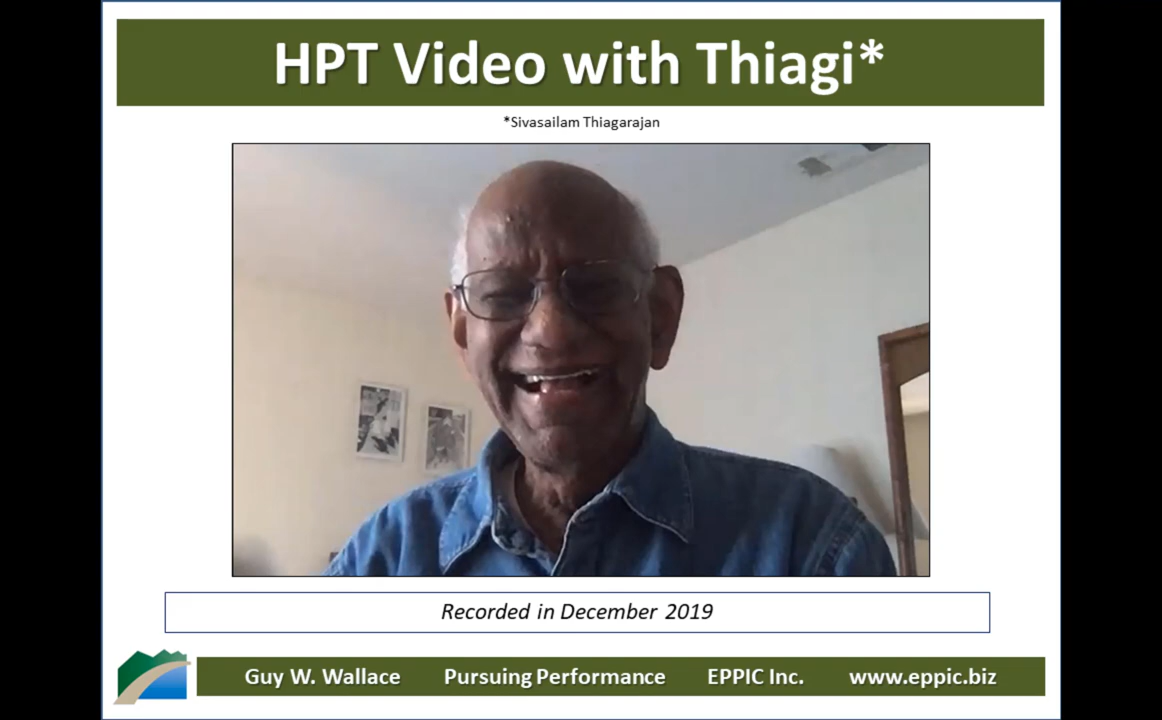 HPT Video with Thiagi*
*Sivasailam Thiagarajan
Recorded in December 2019
Guy W. Wallace Pursuing Performance EPPIC Inc. www.eppic.biz